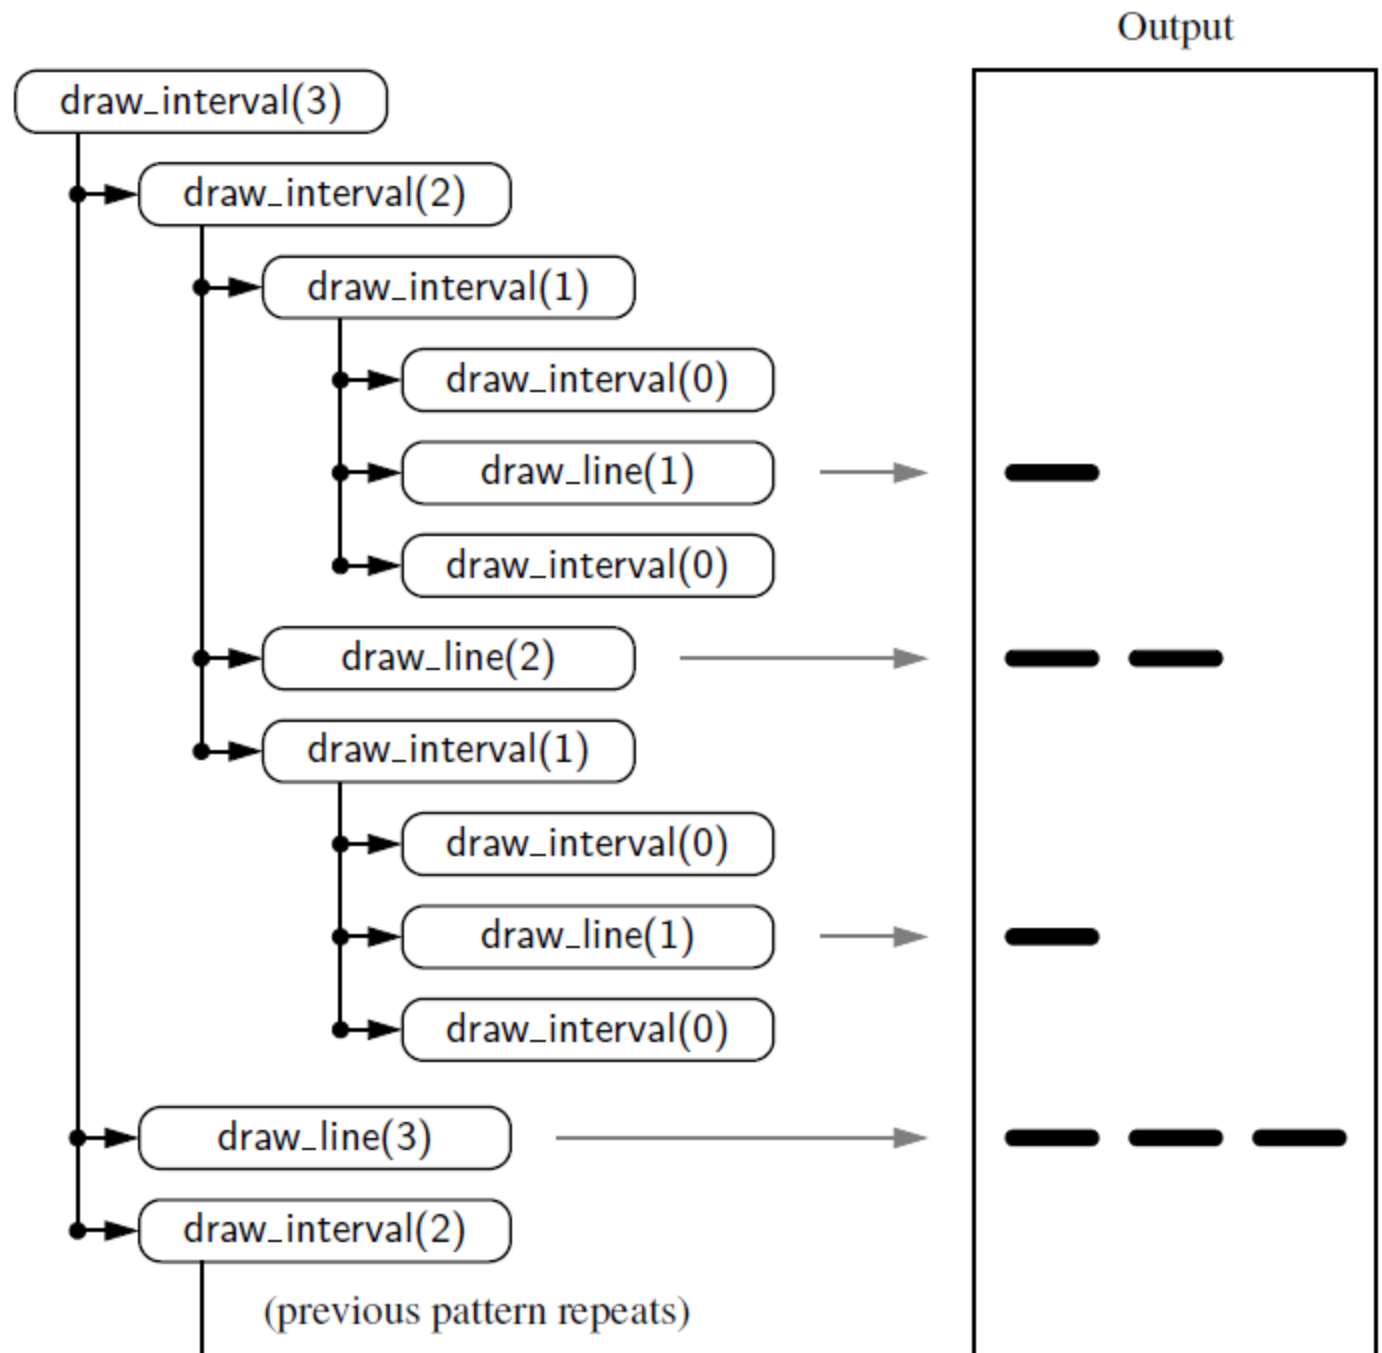 Output
draw_interval(3)
draw_interval(2)
draw_interval(1)
draw_interval(0)
draw_line(1)
draw_interval(0)
draw_line(2)
draw_interval(1)
draw_interval(0)
draw_line(1)
draw_interval(0)
draw_line(3)
draw_interval(2)
(previous pattern repeats)